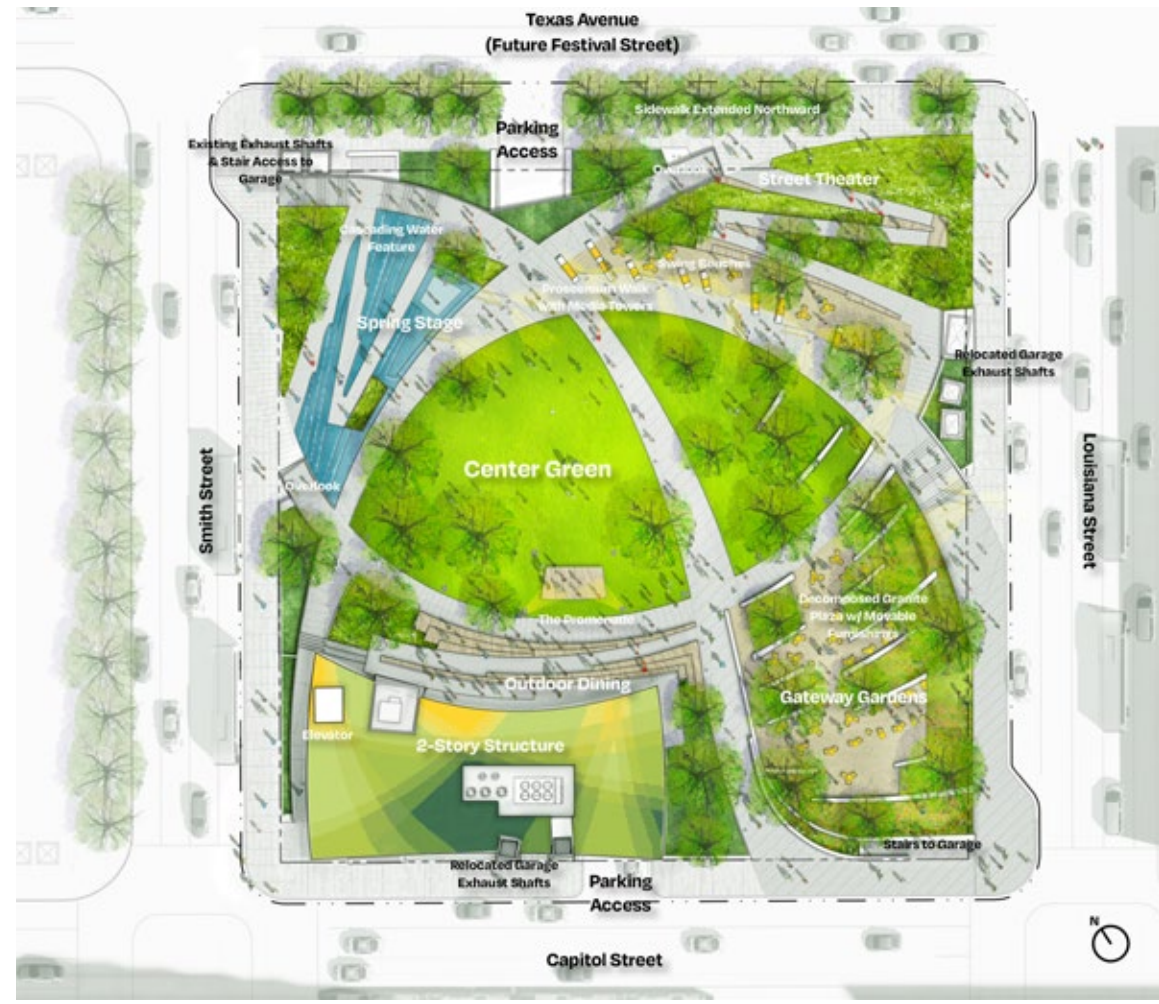 Texas Avenue
(Future Festival Street)
Sidewalk Extended Northward
Parking
Access
Existing Exhaust Shafts
& Stair Access to
Garage
Overlook
Street Theater
Cascading Water
Feature
Swing Benches
Proscenium Walk
with Media Towers
Spring Stage
Relocated Garage
Exhaust Shafts
Center Green
Overlook
Smith Street
Louisiana Street
Decomposed Granite
Plaza w/ Movable
Furnishings
The Promenade
Outdoor Dining
Gateway Gardens
Elevator
2-Story Structure
Stairs to Garage
Relocated Garage
Exhaust Shafts
Parking
Access
N
Capitol Street